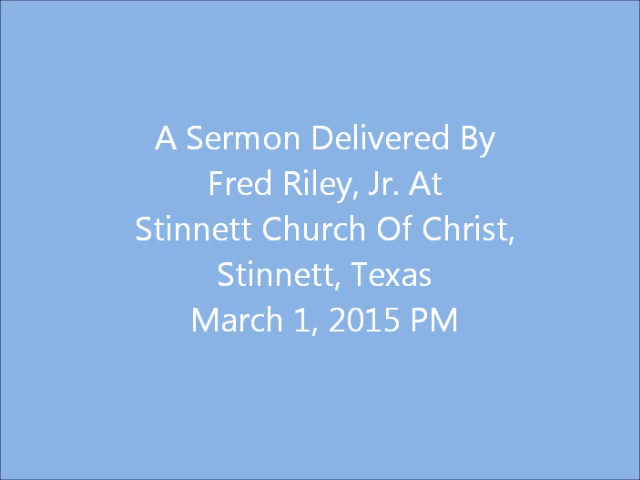 A Sermon Delivered By
Fred Riley, Jr. At
Stinnett Church Of Christ,
Stinnett, Texas
March 1, 2015 PM